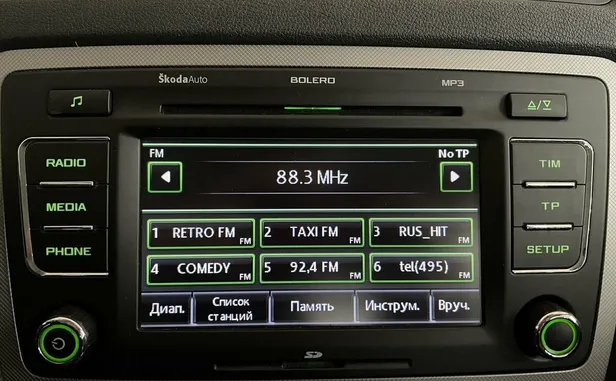 ŠkodaAuto BOLERO MP3
RADIO
MEDIA
PHONE
FM No TP
88.3 MHz
1 RETRO FM FM 2 TAXI FM FM 3 RUS_HIT FM
4 COMEDY FM 5 92,4 FM FM 6 tel(495) FM
Диап. Список станций Память Инструм. Вруч.
TIM
TP
SETUP
SD